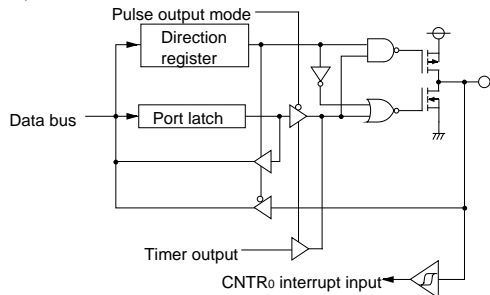 Pulse output mode
Direction
register
Port latch
Data bus
Timer output
CNTR0 interrupt input